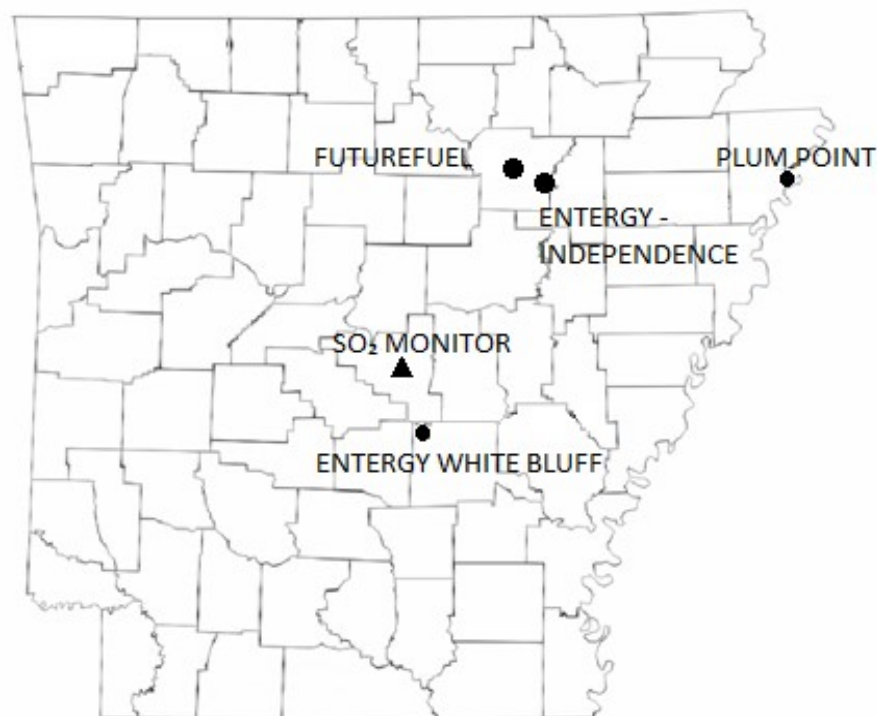 FUTUREFUEL
PLUM POINT
ENTERGY -
INDEPENDENCE
SO₂ MONITOR
ENTERGY WHITE BLUFF